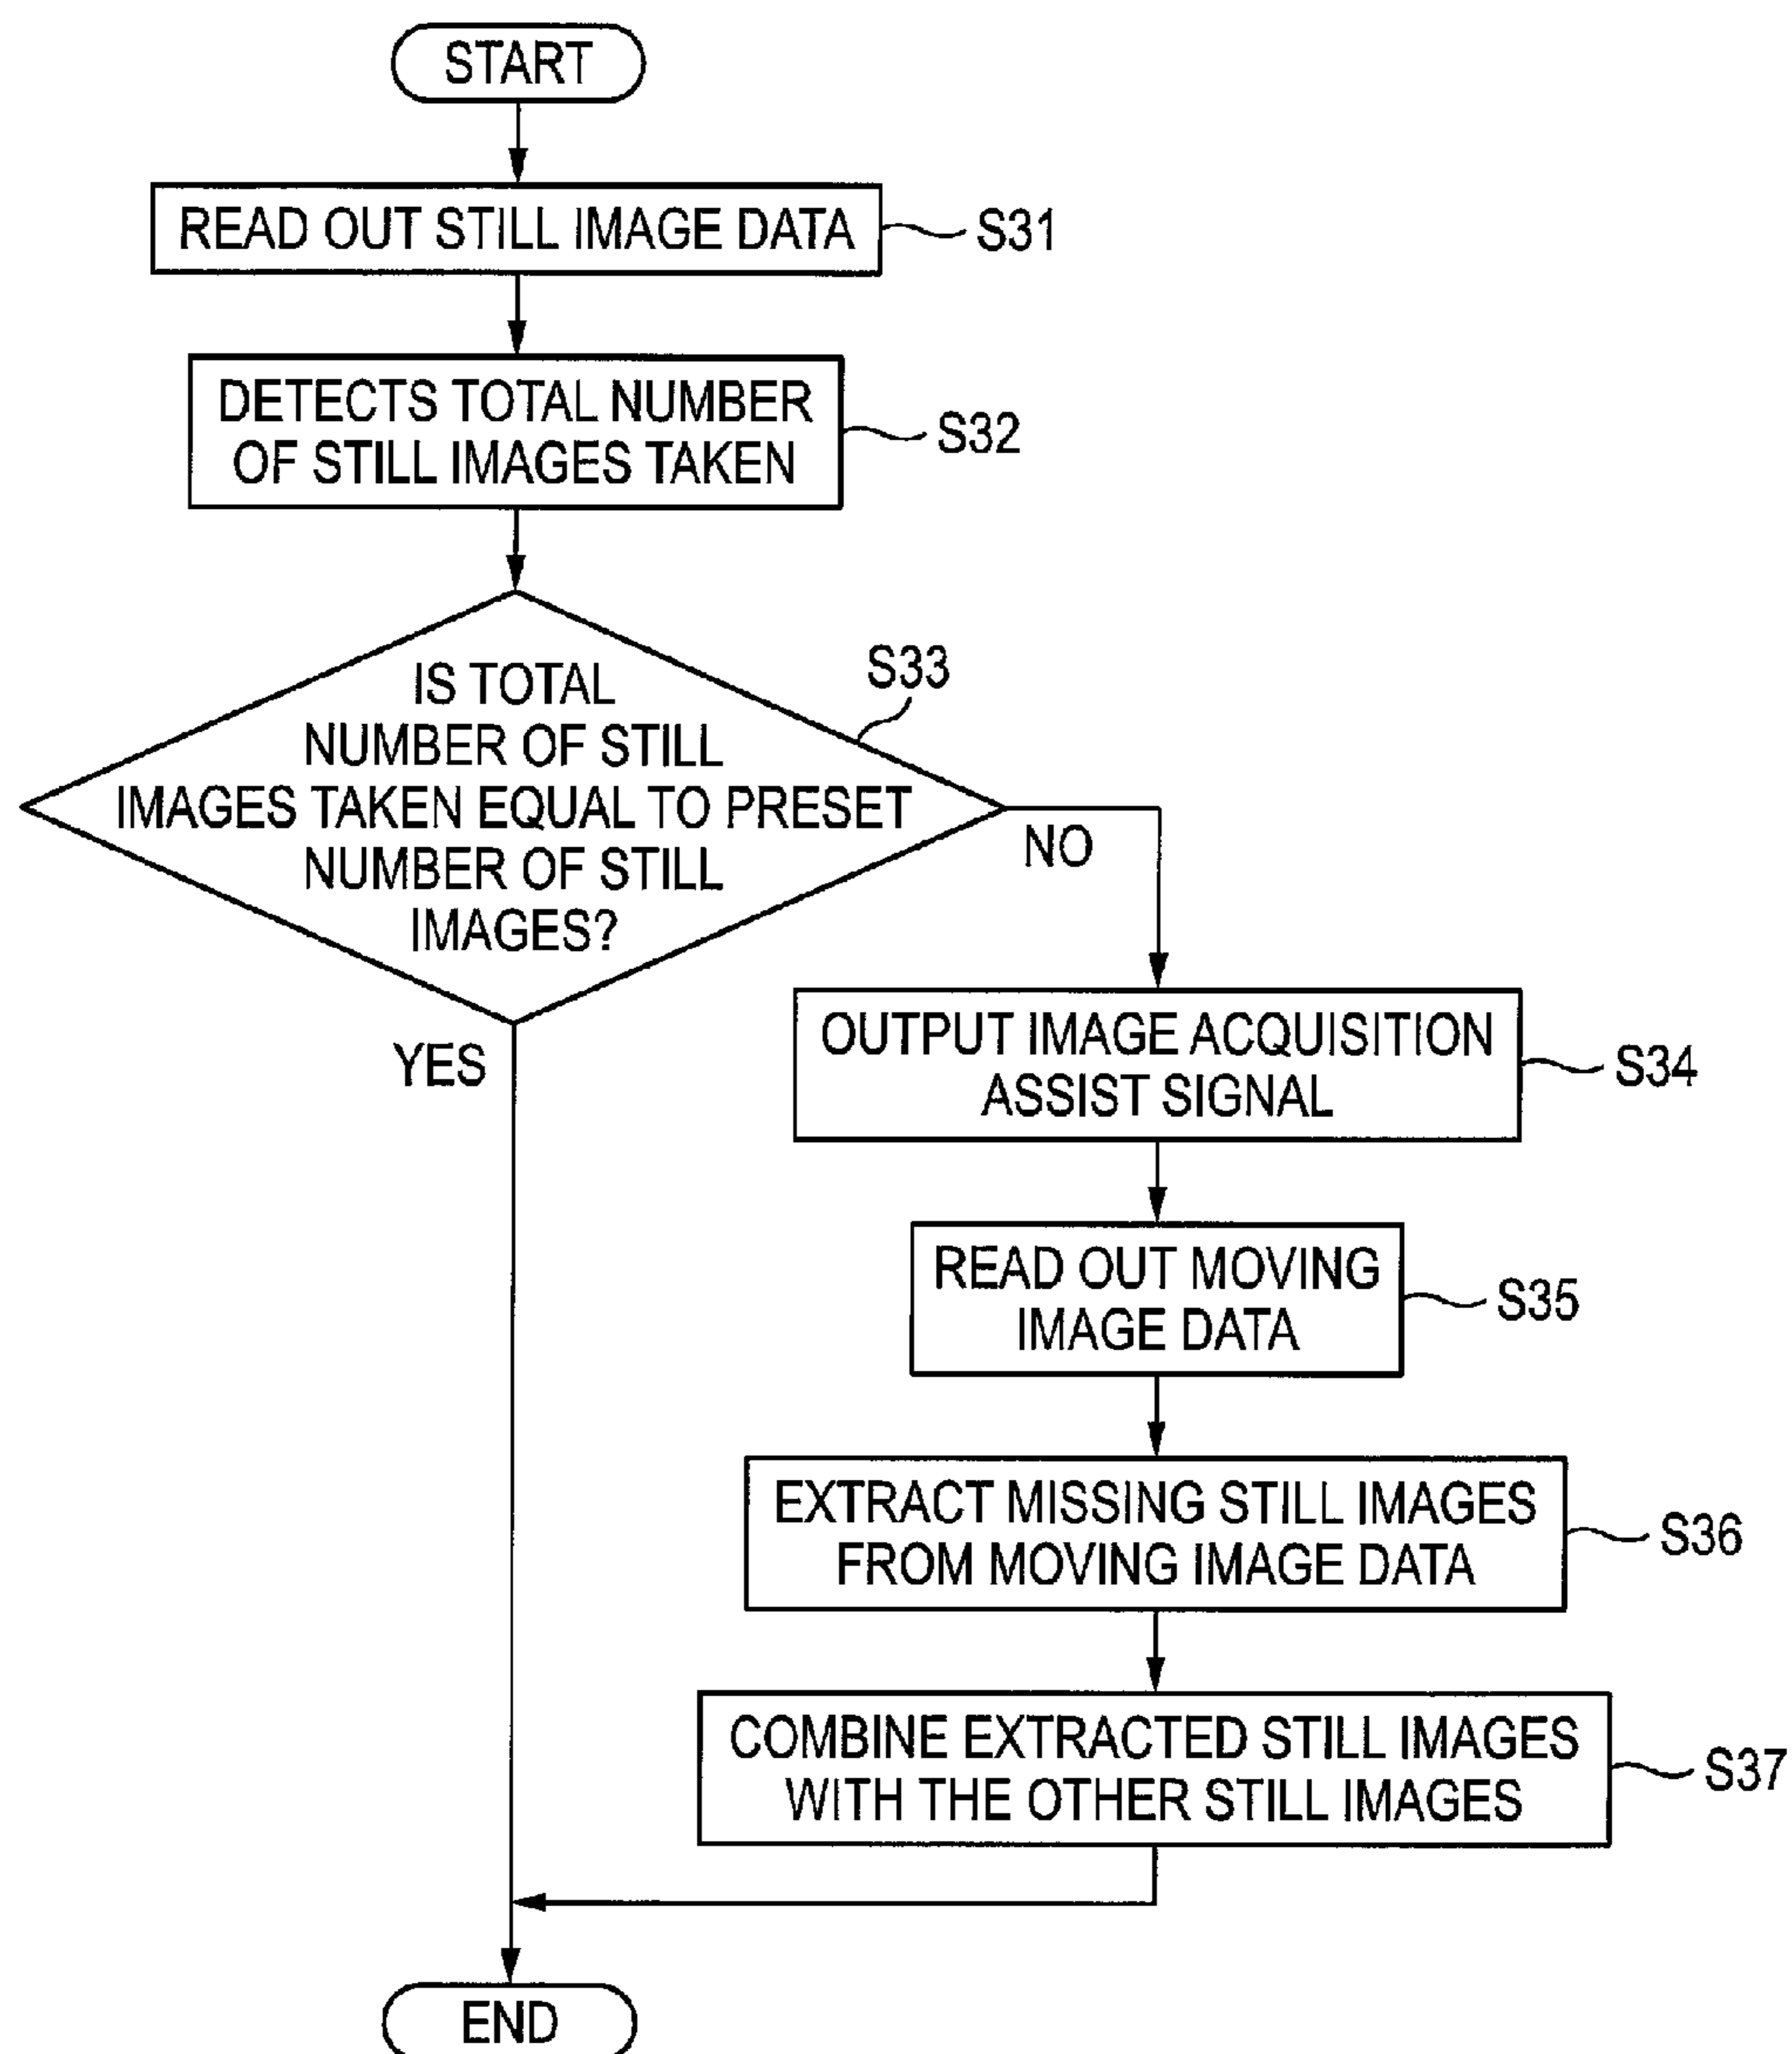 START
READ OUT STILL IMAGE DATA
S31
DETECTS TOTAL NUMBER
OF STILL IMAGES TAKEN
S32
IS TOTAL
NUMBER OF STILL
IMAGES TAKEN EQUAL TO PRESET
NUMBER OF STILL
IMAGES?
S33
NO
YES
OUTPUT IMAGE ACQUISITION
ASSIST SIGNAL
S34
READ OUT MOVING
IMAGE DATA
S35
EXTRACT MISSING STILL IMAGES
FROM MOVING IMAGE DATA
S36
COMBINE EXTRACTED STILL IMAGES
WITH THE OTHER STILL IMAGES
S37
END